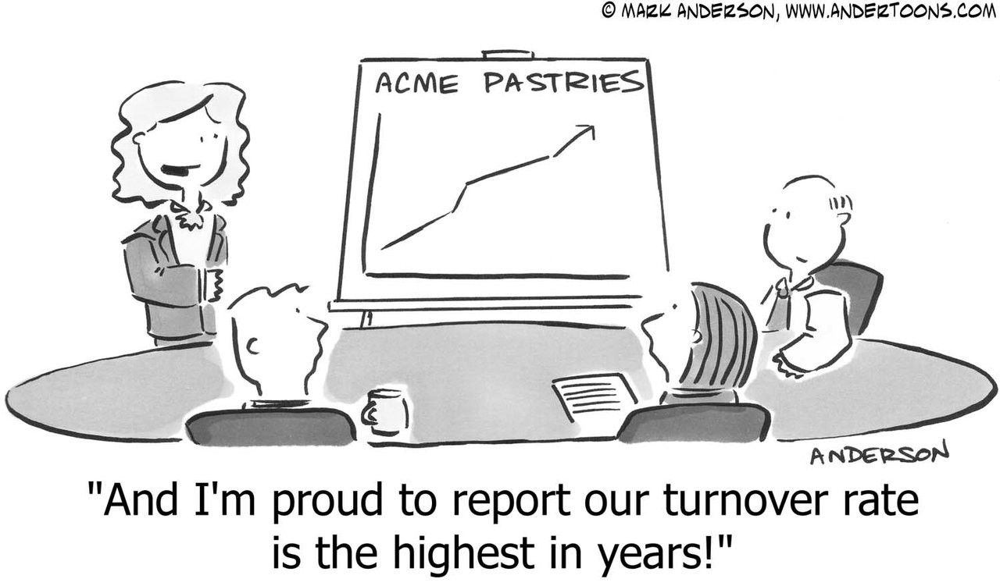 © MARK ANDERSON, WWW.ANDERTOONS.COM
ACME PASTRIES
ANDERSON
"And I'm proud to report our turnover rate
is the highest in years!"